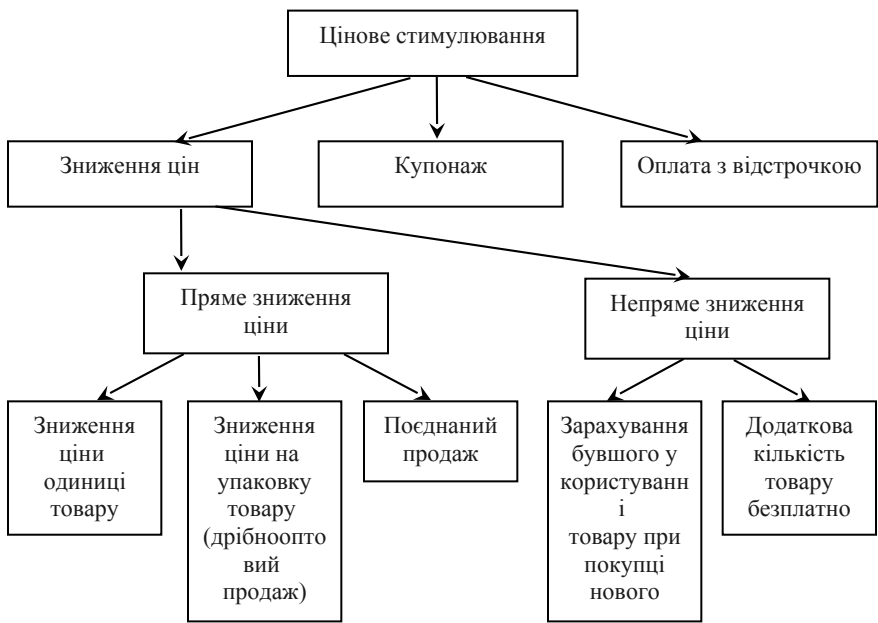 Цінове стимулювання
Зниження цін
Купонаж
Оплата з відстрочкою
Пряме зниження
ціни
Непряме зниження
ціни
Зниження
ціни
одиниці
товару
Зниження
ціни на
упаковку
товару
(дрібноопто
вий
продаж)
Поєднаний
продаж
Зарахування
бувшого у
користуванн
і
товару при
покупці
нового
Додаткова
кількість
товару
безплатно